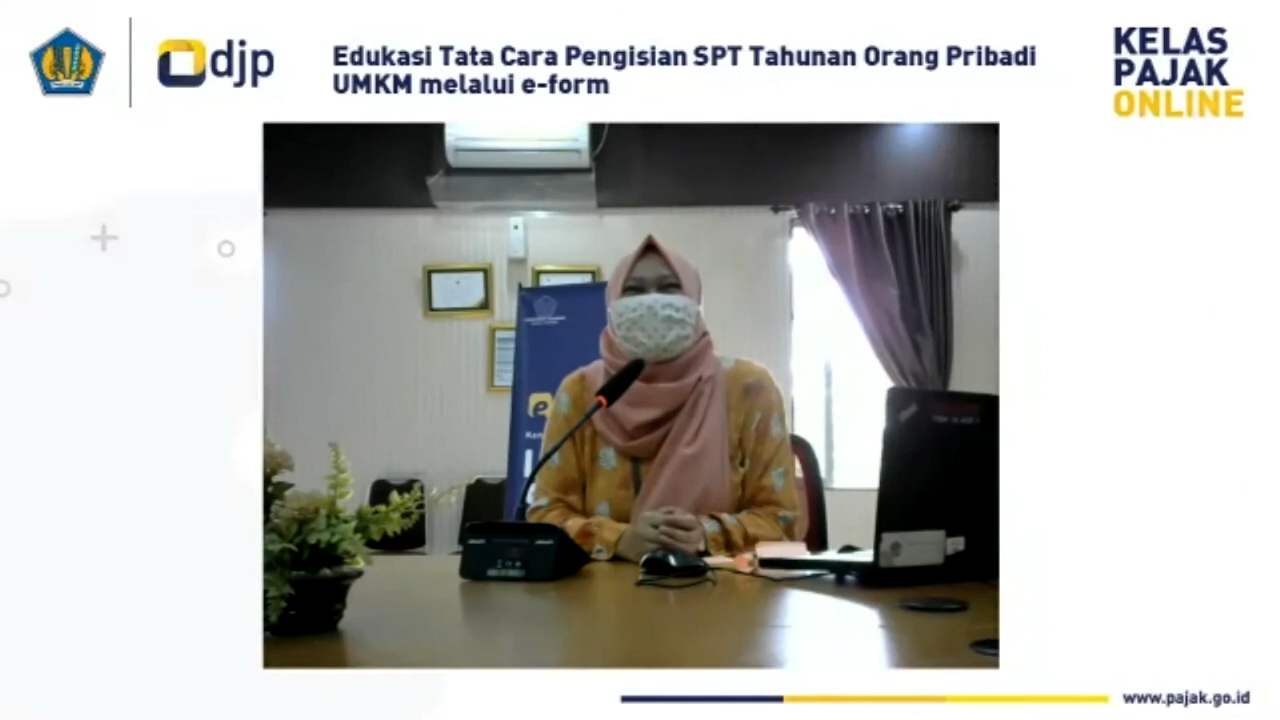 djp
Edukasi Tata Cara Pengisian SPT Tahunan Orang Pribadi
UMKM melalui e-form
KELAS
PAJAK
ONLINE
e
www.pajak.go.id